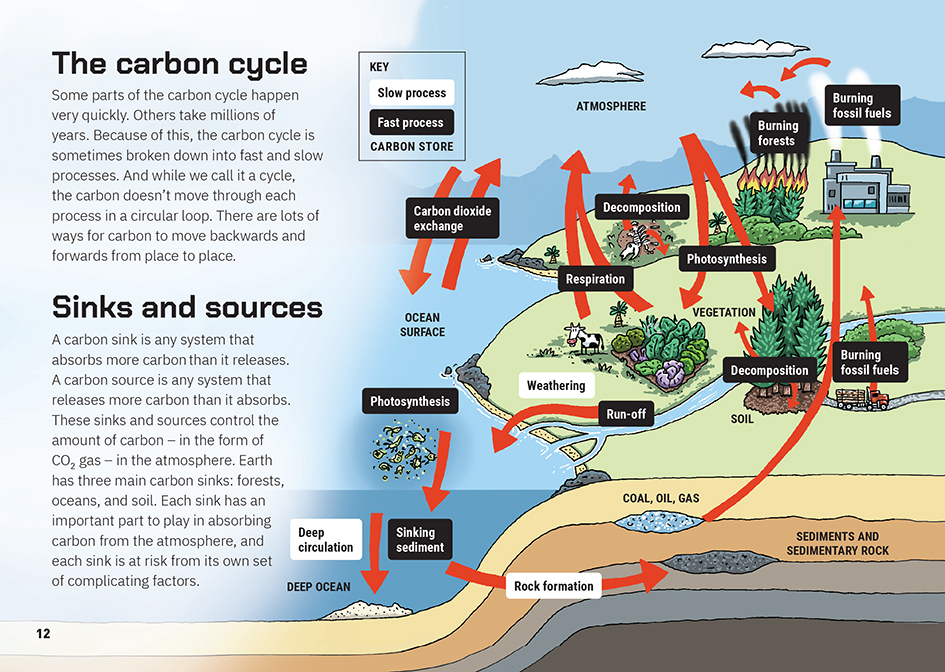 The carbon cycle
Some parts of the carbon cycle happen
very quickly. Others take millions of
years. Because of this, the carbon cycle is
sometimes broken down into fast and slow
processes. And while we call it a cycle,
the carbon doesn’t move through each
process in a circular loop. There are lots of
ways for carbon to move backwards and
forwards from place to place.
Sinks and sources
A carbon sink is any system that
absorbs more carbon than it releases.
A carbon source is any system that
releases more carbon than it absorbs.
These sinks and sources control the
amount of carbon – in the form of
CO₂ gas – in the atmosphere. Earth
has three main carbon sinks: forests,
oceans, and soil. Each sink has an
important part to play in absorbing
carbon from the atmosphere, and
each sink is at risk from its own set
of complicating factors.
KEY
Slow process
Fast process
CARBON STORE
ATMOSPHERE
Burning
forests
Burning
fossil fuels
Carbon dioxide
exchange
Decomposition
Respiration
Photosynthesis
OCEAN
SURFACE
VEGETATION
Photosynthesis
Weathering
Run-off
Decomposition
Burning
fossil fuels
SOIL
COAL, OIL, GAS
Deep
circulation
Sinking
sediment
SEDIMENTS AND
SEDIMENTARY ROCK
DEEP OCEAN
Rock formation
12